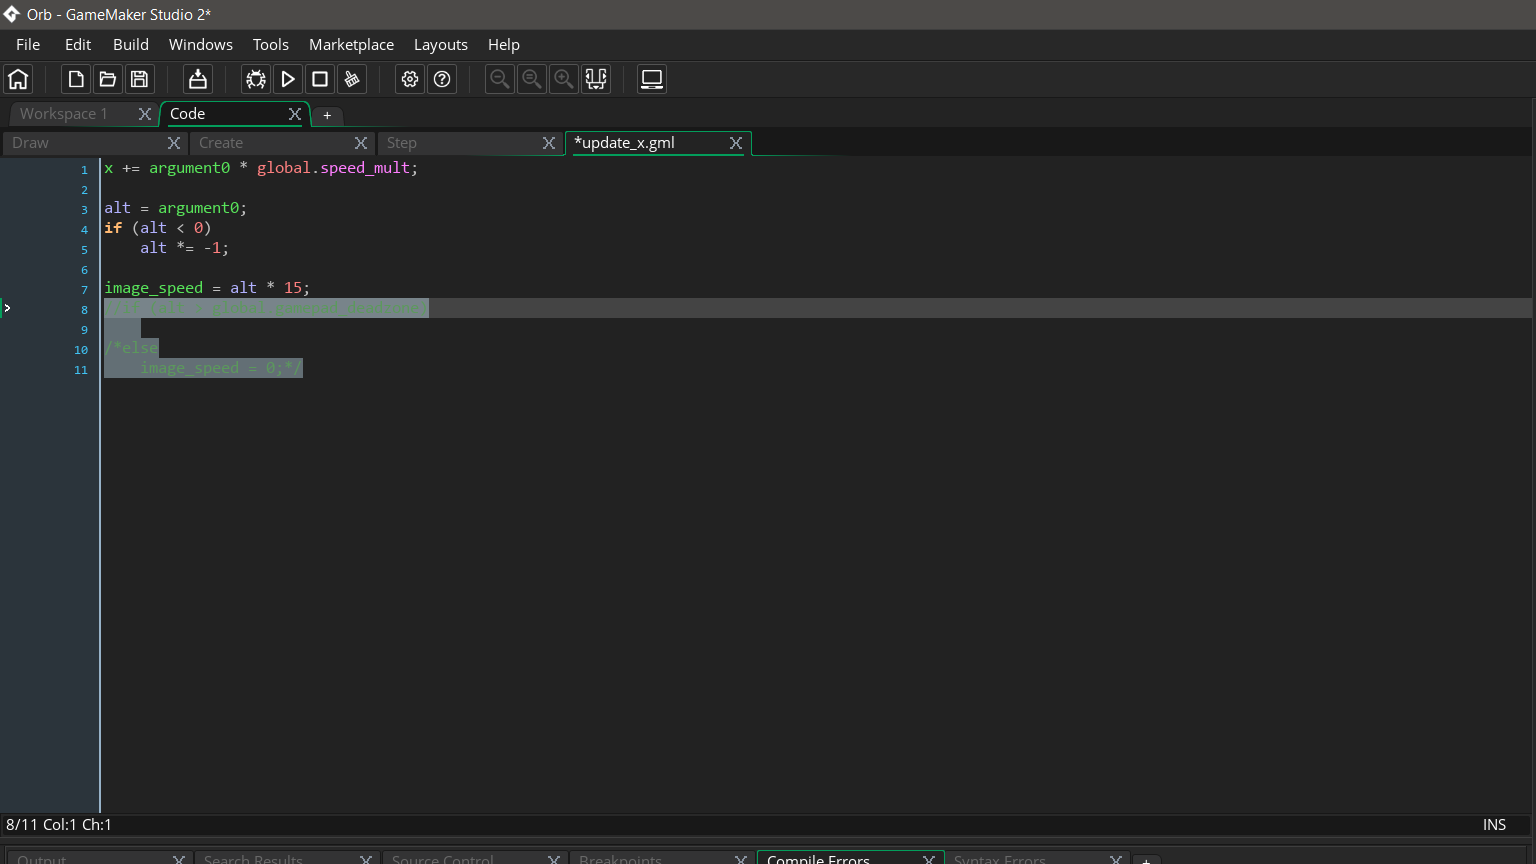 Orb - GameMaker Studio 2*
File Edit Build Windows Tools Marketplace Layouts Help
Workspace 1 X Code X +
Draw X Create X Step X *update_x.gml X
1 x += argument0 * global.speed_mult;
2
3 alt = argument0;
4 if (alt < 0)
5 alt *= -1;
6
7 image_speed = alt * 15;
8
9
10 /*else
11 image_speed = 0;*/
8/11 Col:1 Ch:1 INS
Output X Search Results X Source Control X Breakpoints X Compile Errors X Syntax Errors X +